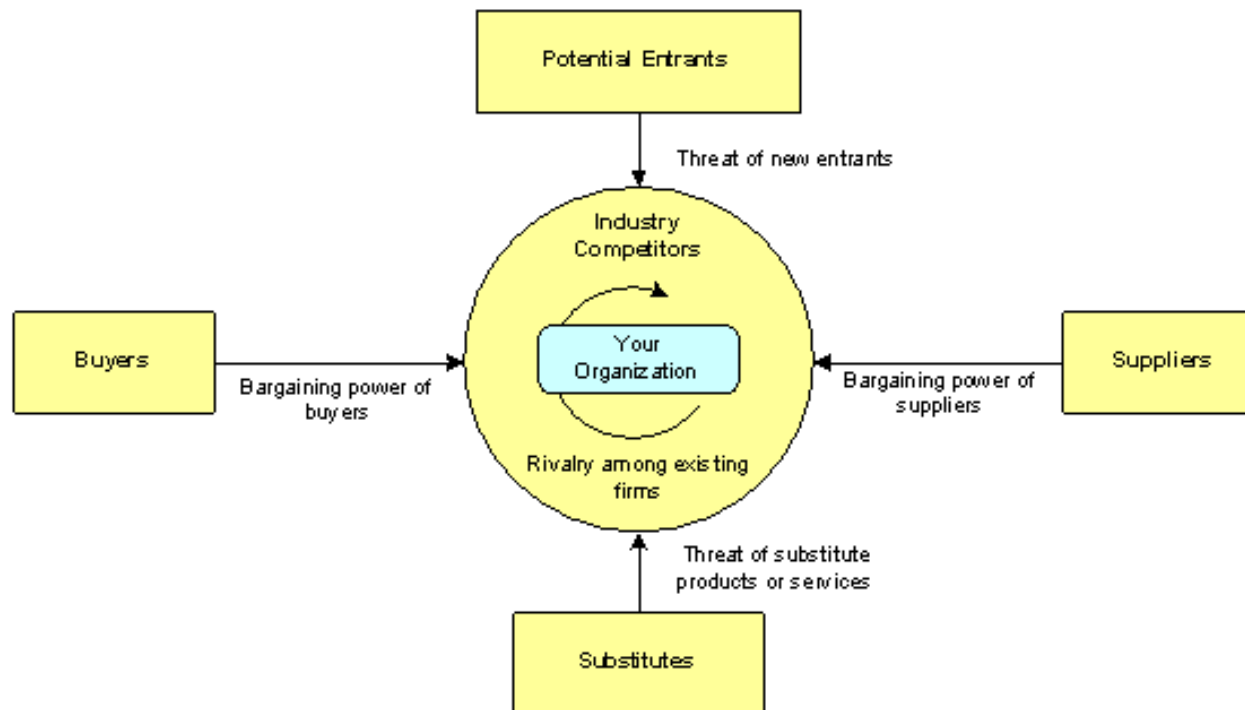 Potential Entrants
Threat of new entrants
Industry
Competitors
Buyers
Your
Organization
Suppliers
Bargaining power of
buyers
Bargaining power of
suppliers
Rivalry among existing
firms
Threat of substitute
products or services
Substitutes